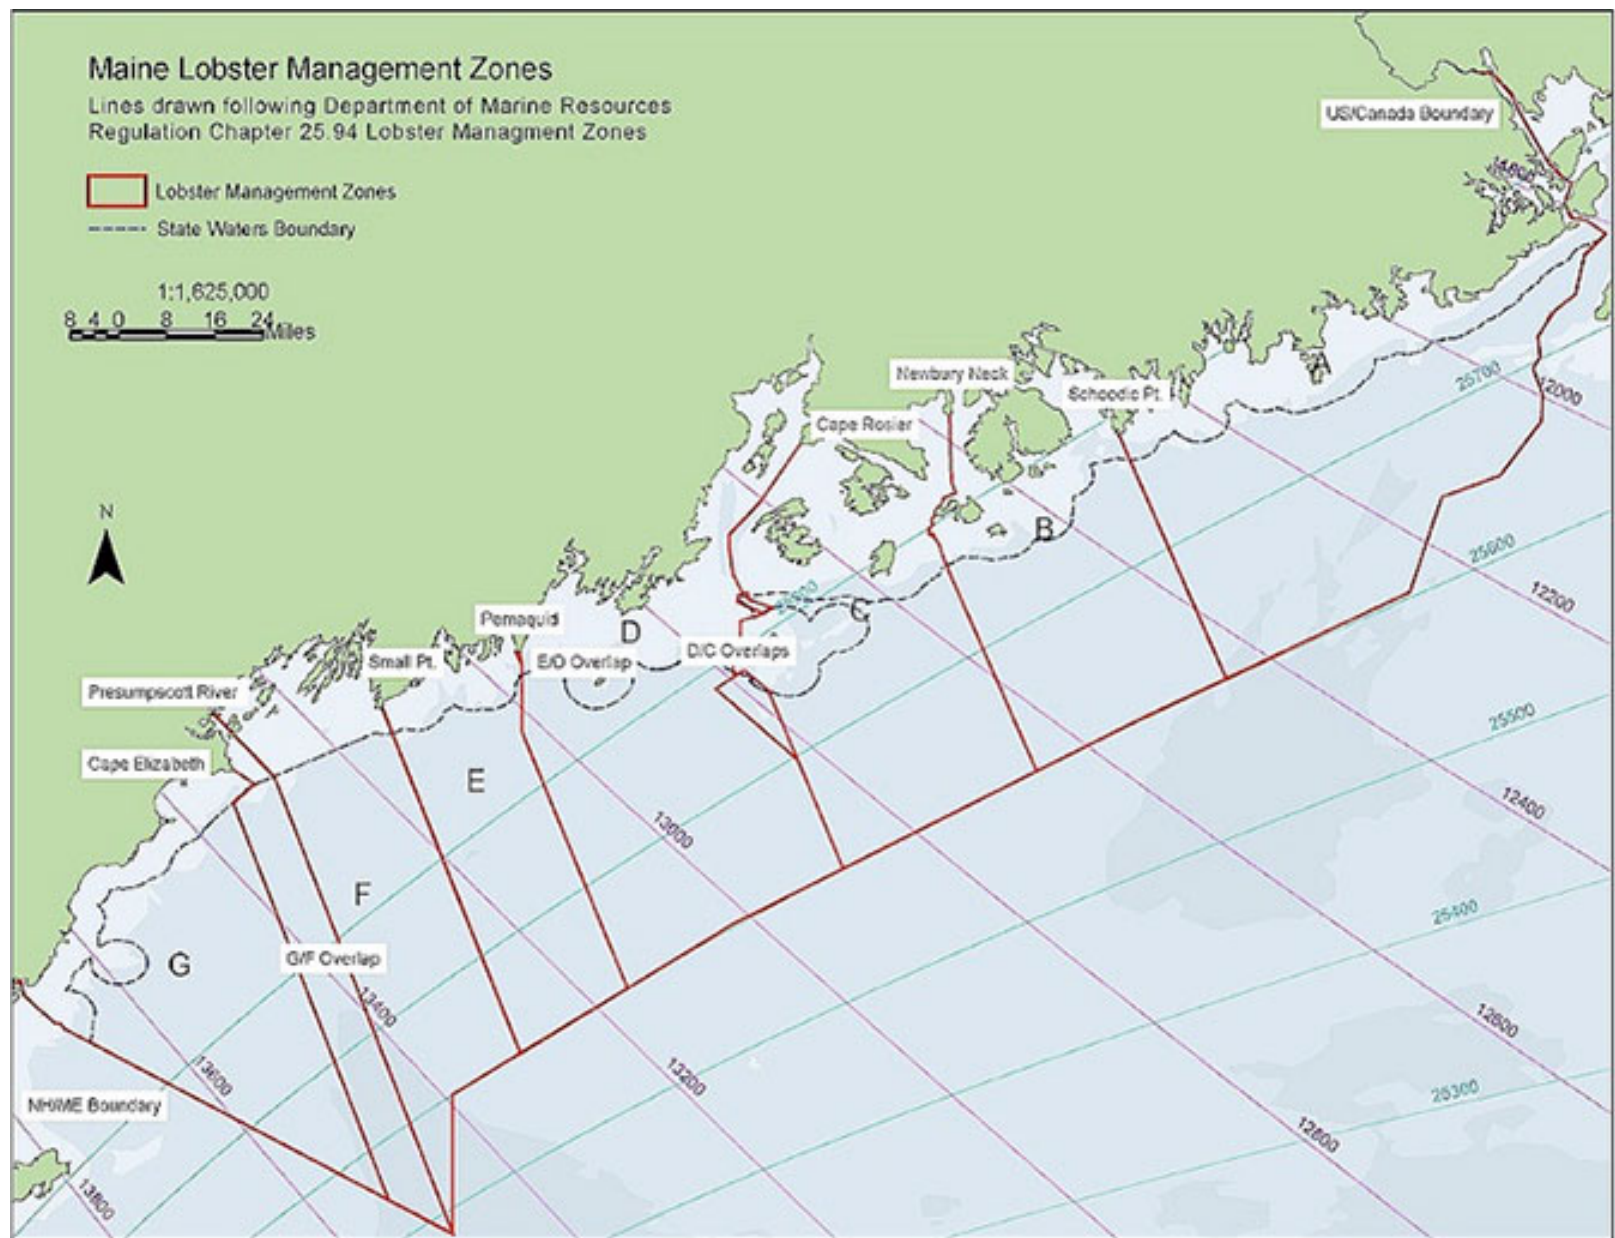 Maine Lobster Management Zones
Lines drawn following Department of Marine Resources
Regulation Chapter 25.94 Lobster Managment Zones
Lobster Management Zones
State Waters Boundary
1:1,625,000
8 4 0 8 16 24
Miles
N
US/Canada Boundary
Newbury Neck
Schoodic Pt.
Cape Rosier
25700
12000
B
25600
12200
C
Pemaquid
D
D/C Overlaps
E/D Overlap
Small Pt.
Presumpscott River
25500
Cape Elizabeth
E
12400
13000
F
25400
G/F Overlap
G
13400
12600
13600
13200
25300
NH/ME Boundary
12800
13800